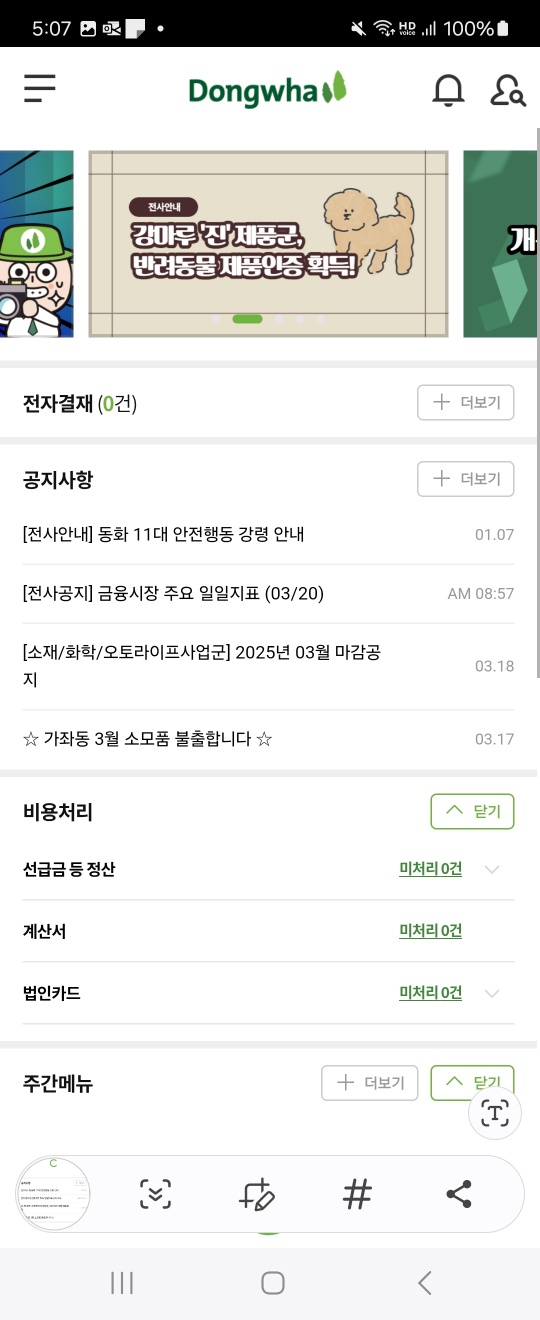 5:07
HD voice 100%
Dongwha
전사안내
강마루 '진' 제품군,
반려동물 제품인증 획득!
개
전자결재 (0건)
+ 더보기
공지사항
+ 더보기
[전사안내] 동화 11대 안전행동 강령 안내
01.07
[전사공지] 금융시장 주요 일일지표 (03/20)
AM 08:57
[소재/화학/오토라이프사업군] 2025년 03월 마감공
지
03.18
☆ 가좌동 3월 소모품 불출합니다 ☆
03.17
비용처리
닫기
선급금 등 정산
미처리 0건
계산서
미처리 0건
법인카드
미처리 0건
주간메뉴
+ 더보기
닫기